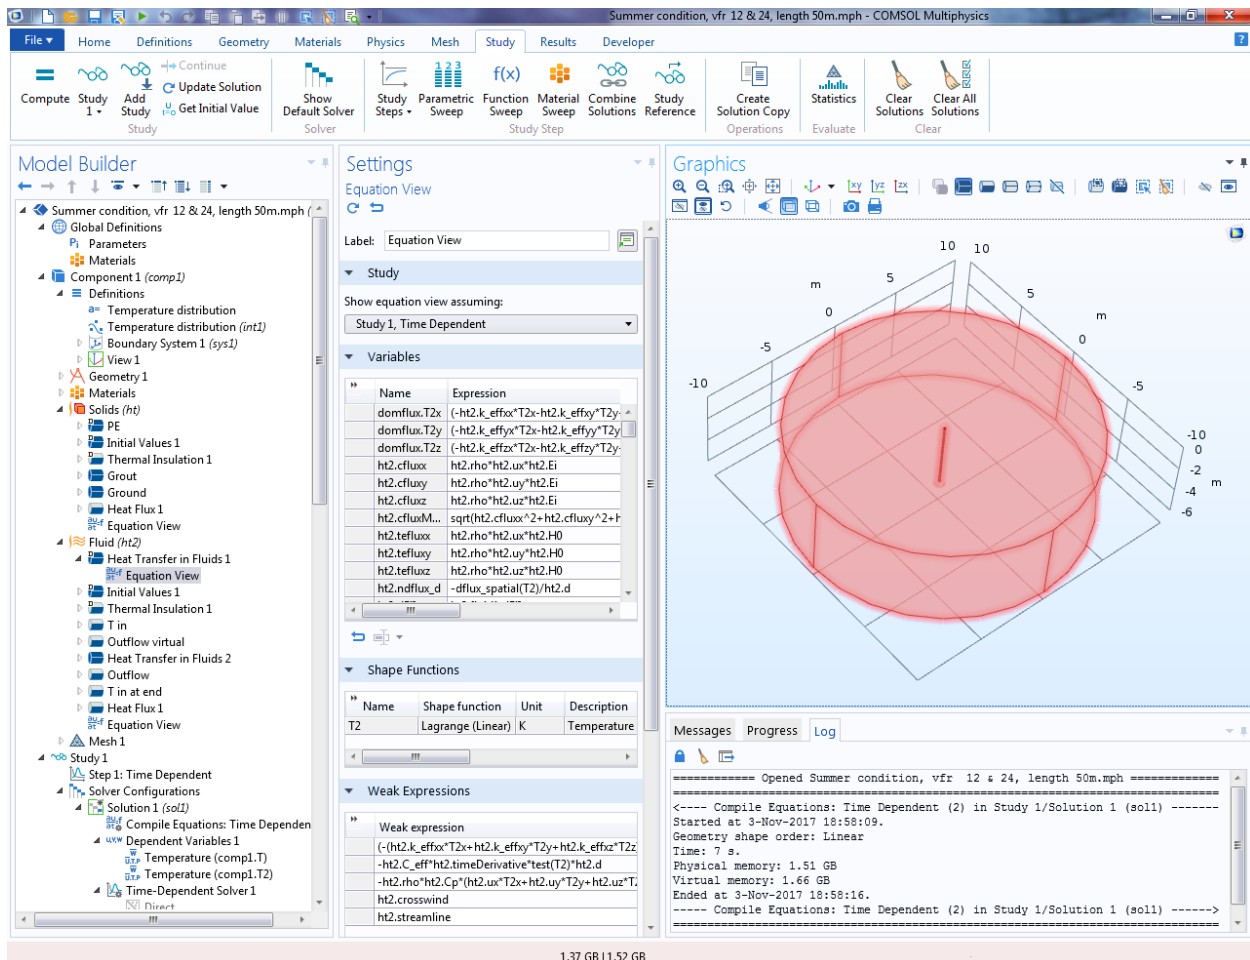 Summer condition, vfr 12 & 24, length 50m.mph - COMSOL Multiphysics
File Home Definitions Geometry Materials Physics Mesh Study Results Developer
Compute Study 1 Add Study Continue Update Solution Get Initial Value
Study
Show Default Solver
Solver
Study Steps Parametric Sweep Function Sweep Material Sweep Combine Solutions Study Reference
Study Step
Create Solution Copy
Operations
Statistics
Evaluate
Clear Solutions Clear All Solutions
Clear
Model Builder
Summer condition, vfr 12 & 24, length 50m.mph (
Global Definitions
Pi Parameters
Materials
Component 1 (comp1)
Definitions
a= Temperature distribution
Temperature distribution (int1)
Boundary System 1 (sys1)
View 1
Geometry 1
Materials
Solids (ht)
PE
Initial Values 1
Thermal Insulation 1
Grout
Ground
Heat Flux 1
Equation View
Fluid (ht2)
Heat Transfer in Fluids 1
Equation View
Initial Values 1
Thermal Insulation 1
T in
Outflow virtual
Heat Transfer in Fluids 2
Outflow
T in at end
Heat Flux 1
Equation View
Mesh 1
Study 1
Step 1: Time Dependent
Solver Configurations
Solution 1 (sol1)
Compile Equations: Time Dependen
Dependent Variables 1
Temperature (comp1.T)
Temperature (comp1.T2)
Time-Dependent Solver 1
Direct
Settings
Equation View
Label: Equation View
Study
Show equation view assuming:
Study 1, Time Dependent
Variables
Name Expression
domflux.T2x (-ht2.k_effxx*T2x-ht2.k_effxy*T2y-
domflux.T2y (-ht2.k_effyx*T2x-ht2.k_effyy*T2y
domflux.T2z (-ht2.k_effzx*T2x-ht2.k_effzy*T2y-
ht2.cfluxx ht2.rho*ht2.ux*ht2.Ei
ht2.cfluxy ht2.rho*ht2.uy*ht2.Ei
ht2.cfluxz ht2.rho*ht2.uz*ht2.Ei
ht2.cfluxM... sqrt(ht2.cfluxx^2+ht2.cfluxy^2+h
ht2.tefluxx ht2.rho*ht2.ux*ht2.H0
ht2.tefluxy ht2.rho*ht2.uy*ht2.H0
ht2.tefluxz ht2.rho*ht2.uz*ht2.H0
ht2.ndflux_d -dflux_spatial(T2)/ht2.d
Shape Functions
Name Shape function Unit Description
T2 Lagrange (Linear) K Temperature
Weak Expressions
Weak expression
(-(ht2.k_effxx*T2x+ht2.k_effxy*T2y+ht2.k_effxz*T2z)
-ht2.C_eff*ht2.timeDerivative*test(T2)*ht2.d
-ht2.rho*ht2.Cp*(ht2.ux*T2x+ht2.uy*T2y+ht2.uz*T2
ht2.crosswind
ht2.streamline
Graphics
xy yz zx
10 10
5 5
m m
0 0
-5 -5
-10 -10
0
-2
-4 m
-6
Messages Progress Log
============ Opened Summer condition, vfr 12 & 24, length 50m.mph =============
<---- Compile Equations: Time Dependent (2) in Study 1/Solution 1 (sol1) -------
Started at 3-Nov-2017 18:58:09.
Geometry shape order: Linear
Time: 7 s.
Physical memory: 1.51 GB
Virtual memory: 1.66 GB
Ended at 3-Nov-2017 18:58:16.
----- Compile Equations: Time Dependent (2) in Study 1/Solution 1 (sol1) ------>
1.37 GB | 1.52 GB